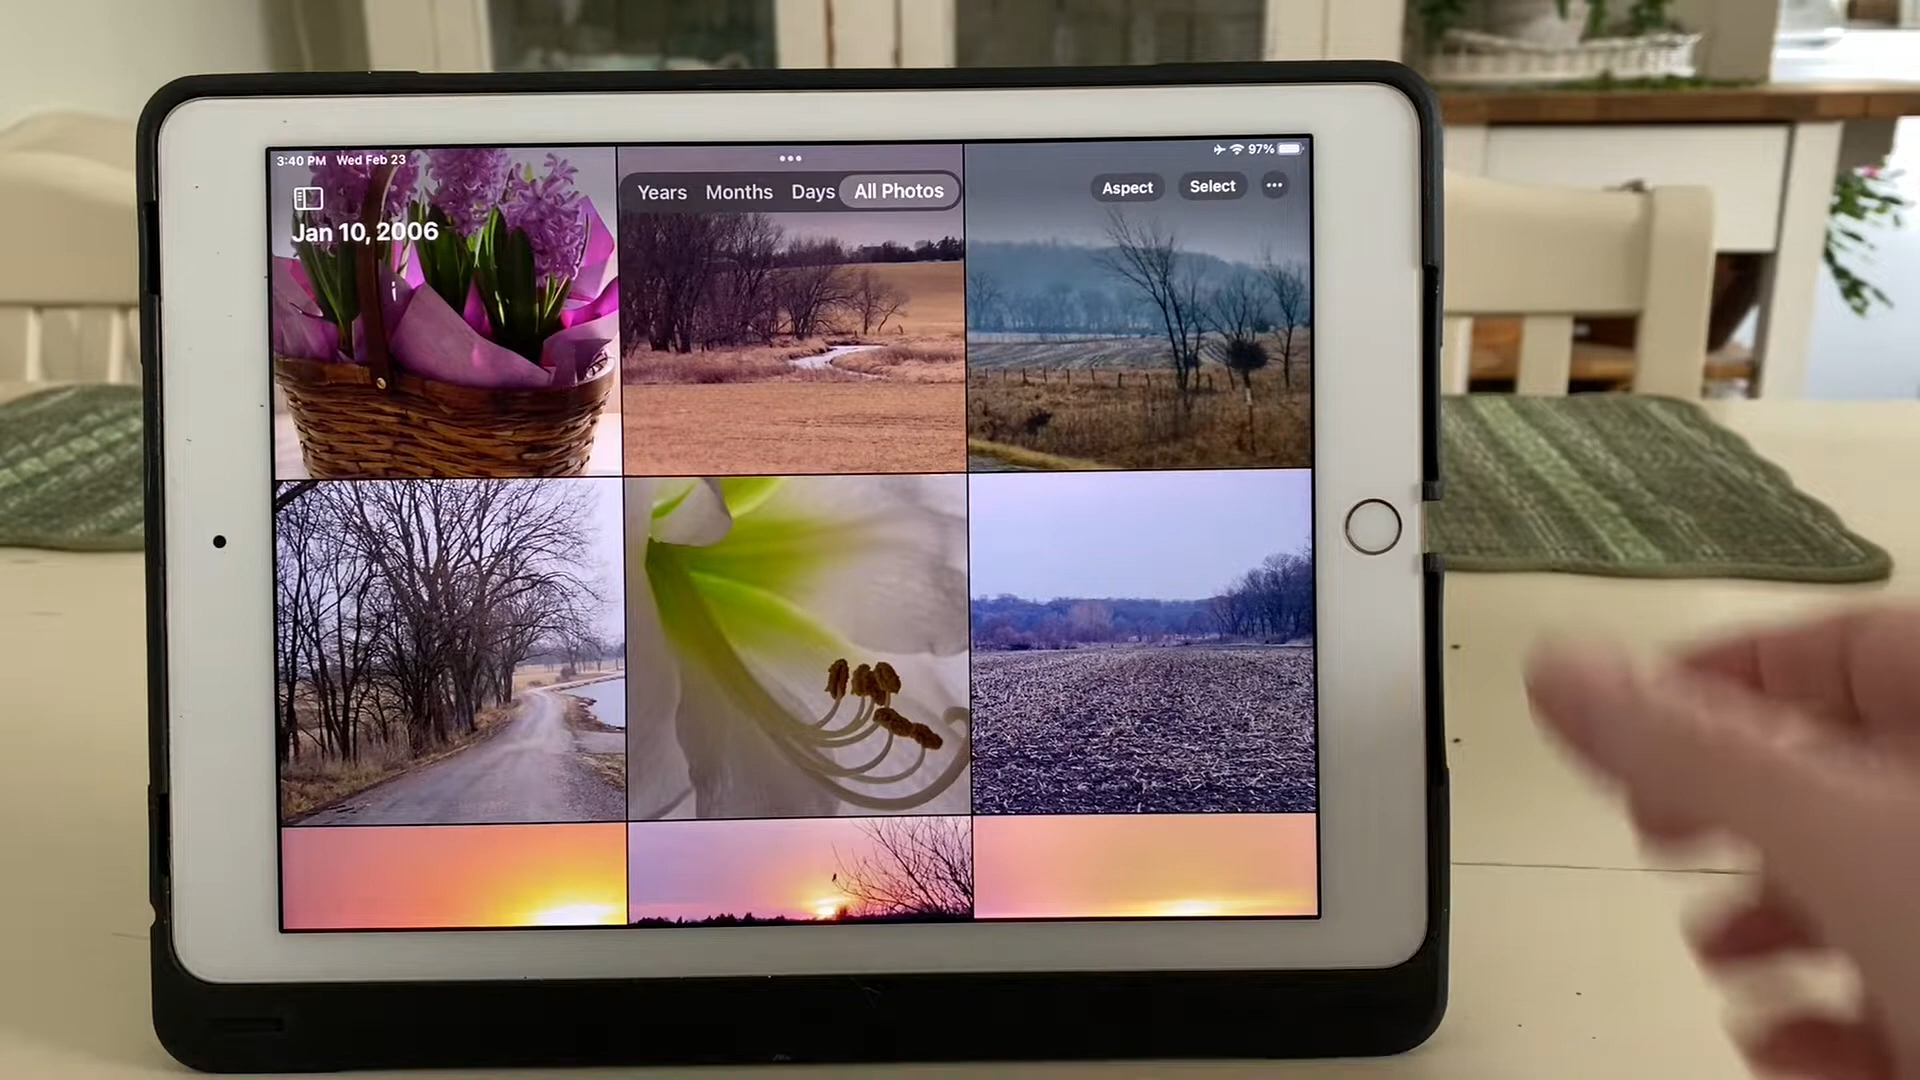 3:40 PM Wed Feb 23
97%
Years Months Days All Photos
Aspect Select
Jan 10, 2006